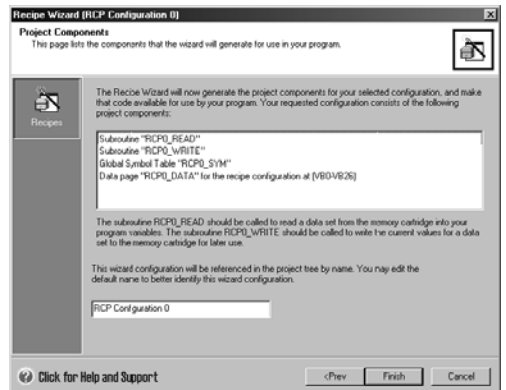 Recipe Wizard (RCP Configuration 0)
Project Components
This page lists the components that the wizard will generate for use in your program.
Recipes
The Recipe Wizard will now generate the project components for your selected configuration, and make
that code available for use by your program. Your requested configuration consists of the following
project components:
Subroutine "RCP0_READ"
Subroutine "RCP0_WRITE"
Global Symbol Table "RCP0_SYM"
Data page "RCP0_DATA" for the recipe configuration at (VB0-VB26)
The subroutine RCP0_READ should be called to read a data set from the memory cartridge into your
program variables. The subroutine RCP0_WRITE should be called to write the current values for a data
set to the memory cartridge for later use.
This wizard configuration will be referenced in the project tree by name. You may edit the
default name to better identify this wizard configuration.
RCP Configuration 0
Click for Help and Support
<Prev
Finish
Cancel